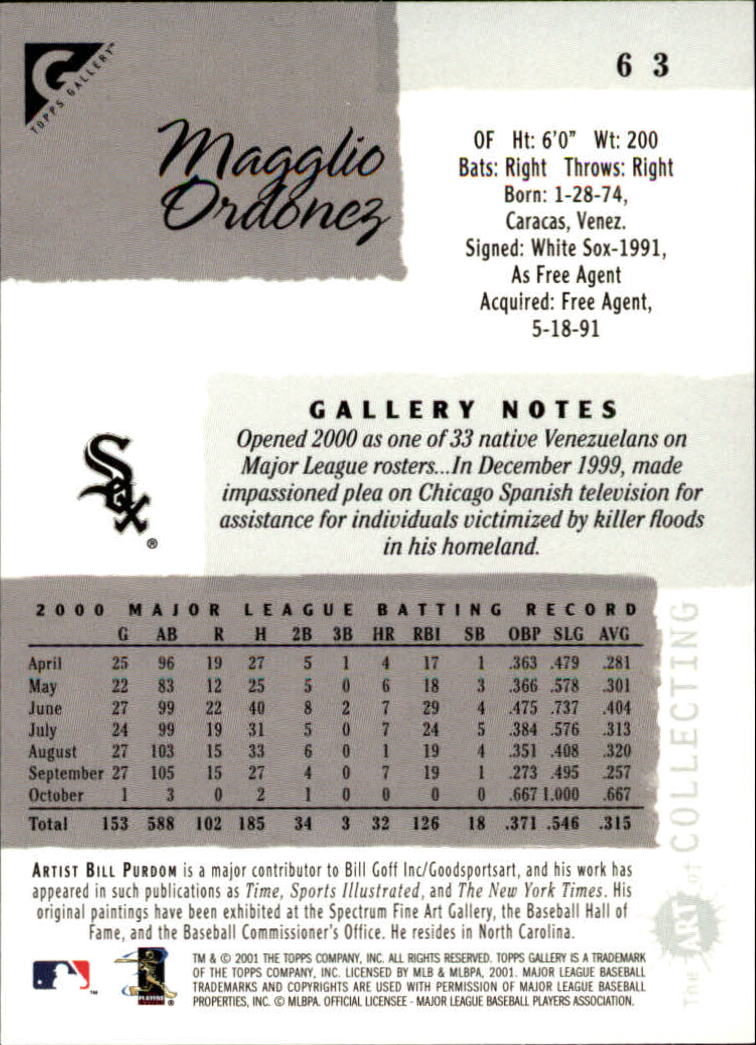 G
TOPPS GALLERY™
63
Magglio
Ordoñez
OF Ht: 6'0" Wt: 200
Bats: Right Throws: Right
Born: 1-28-74,
Caracas, Venez.
Signed: White Sox-1991,
As Free Agent
Acquired: Free Agent,
5-18-91
GALLERY NOTES
Opened 2000 as one of 33 native Venezuelans on
Major League rosters...In December 1999, made
impassioned plea on Chicago Spanish television for
assistance for individuals victimized by killer floods
in his homeland.
Sox
®
2000 MAJOR LEAGUE BATTING RECORD
G AB R H 2B 3B HR RBI SB OBP SLG AVG
April 25 96 19 27 5 1 4 17 1 .363 .479 .281
May 22 83 12 25 5 0 6 18 3 .366 .578 .301
June 27 99 22 40 8 2 7 29 4 .475 .737 .404
July 24 99 19 31 5 0 7 24 5 .384 .576 .313
August 27 103 15 33 6 0 1 19 4 .351 .408 .320
September 27 105 15 27 4 0 7 19 1 .273 .495 .257
October 1 3 0 2 1 0 0 0 0 .667 1.000 .667
Total 153 588 102 185 34 3 32 126 18 .371 .546 .315
The ART of COLLECTING
ARTIST BILL PURDOM is a major contributor to Bill Goff Inc/Goodsportsart, and his work has
appeared in such publications as Time, Sports Illustrated, and The New York Times. His
original paintings have been exhibited at the Spectrum Fine Art Gallery, the Baseball Hall of
Fame, and the Baseball Commissioner's Office. He resides in North Carolina.
™
PLAYERS
®
TM & © 2001 THE TOPPS COMPANY, INC. ALL RIGHTS RESERVED. TOPPS GALLERY IS A TRADEMARK
OF THE TOPPS COMPANY, INC. LICENSED BY MLB & MLBPA, 2001. MAJOR LEAGUE BASEBALL
TRADEMARKS AND COPYRIGHTS ARE USED WITH PERMISSION OF MAJOR LEAGUE BASEBALL
PROPERTIES, INC. © MLBPA. OFFICIAL LICENSEE - MAJOR LEAGUE BASEBALL PLAYERS ASSOCIATION.